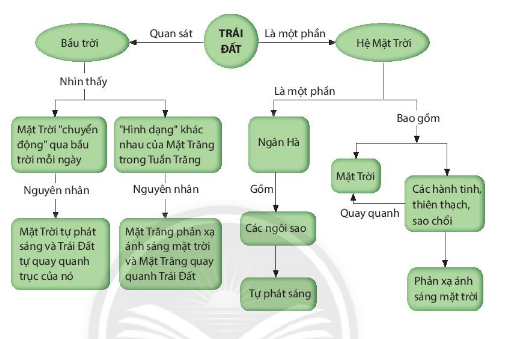 Bầu trời
Quan sát
TRÁI
ĐẤT
Là một phần
Hệ Mặt Trời
Nhìn thấy
Là một phần
Bao gồm
Mặt Trời "chuyển
động" qua bầu
trời mỗi ngày
"Hình dạng" khác
nhau của Mặt Trăng
trong Tuần Trăng
Ngân Hà
Mặt Trời
Các hành tinh,
thiên thạch,
sao chổi
Nguyên nhân
Nguyên nhân
Gồm
Quay quanh
Mặt Trời tự phát
sáng và Trái Đất
tự quay quanh
trục của nó
Mặt Trăng phản xạ
ánh sáng mặt trời
và Mặt Trăng quay
quanh Trái Đất
Các ngôi sao
Tự phát sáng
Phản xạ ánh
sáng mặt trời